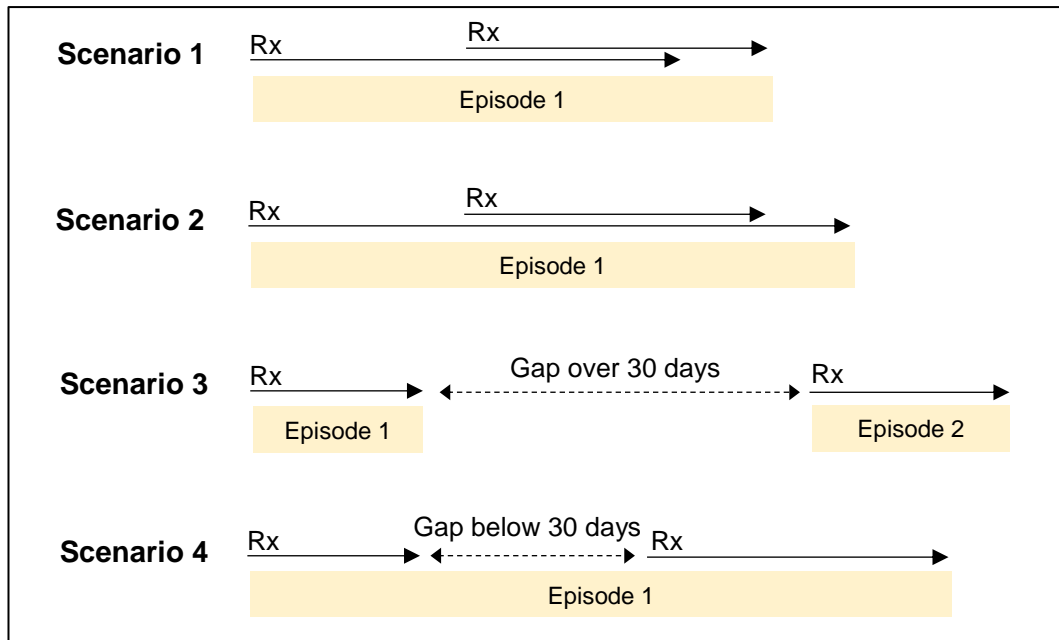 Scenario 1
Rx
Rx
Episode 1
Scenario 2
Rx
Rx
Episode 1
Scenario 3
Rx
Gap over 30 days
Rx
Episode 1
Episode 2
Scenario 4
Rx
Gap below 30 days
Rx
Episode 1